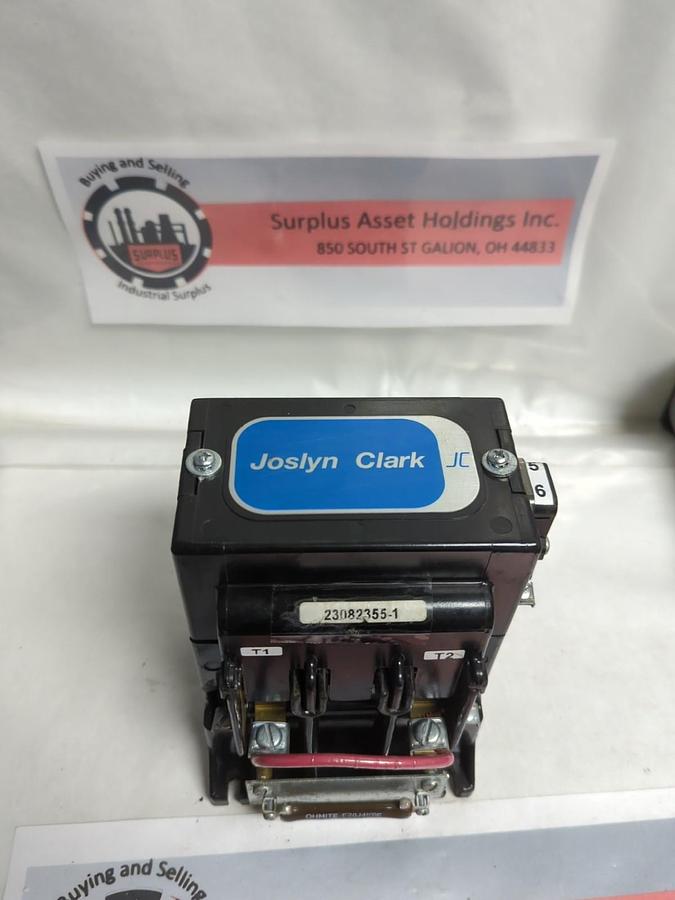 Buying and Selling
Surplus Asset Holdings Inc.
850 SOUTH ST GALION, OH 44833
SURPLUS
Industrial Surplus
Joslyn Clark JC
5
6
23082355-1
T1
T2
OHMITE
Buying and Selling